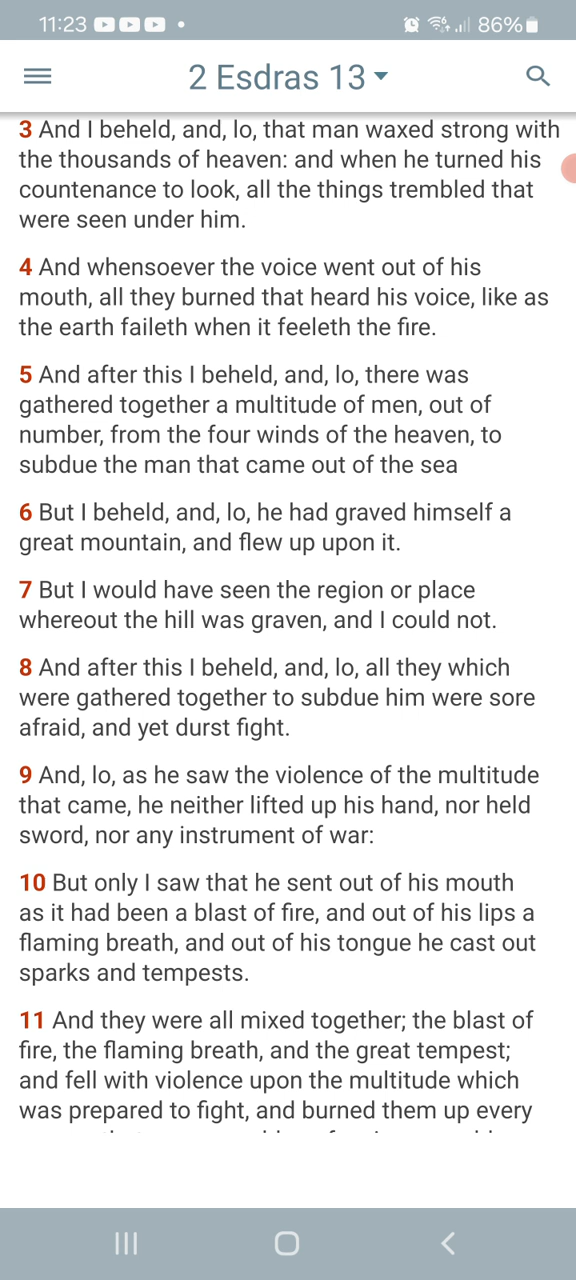 11:23
86%
2 Esdras 13
3 And I beheld, and, lo, that man waxed strong with
the thousands of heaven: and when he turned his
countenance to look, all the things trembled that
were seen under him.
4 And whensoever the voice went out of his
mouth, all they burned that heard his voice, like as
the earth faileth when it feeleth the fire.
5 And after this I beheld, and, lo, there was
gathered together a multitude of men, out of
number, from the four winds of the heaven, to
subdue the man that came out of the sea
6 But I beheld, and, lo, he had graved himself a
great mountain, and flew up upon it.
7 But I would have seen the region or place
whereout the hill was graven, and I could not.
8 And after this I beheld, and, lo, all they which
were gathered together to subdue him were sore
afraid, and yet durst fight.
9 And, lo, as he saw the violence of the multitude
that came, he neither lifted up his hand, nor held
sword, nor any instrument of war:
10 But only I saw that he sent out of his mouth
as it had been a blast of fire, and out of his lips a
flaming breath, and out of his tongue he cast out
sparks and tempests.
11 And they were all mixed together; the blast of
fire, the flaming breath, and the great tempest;
and fell with violence upon the multitude which
was prepared to fight, and burned them up every